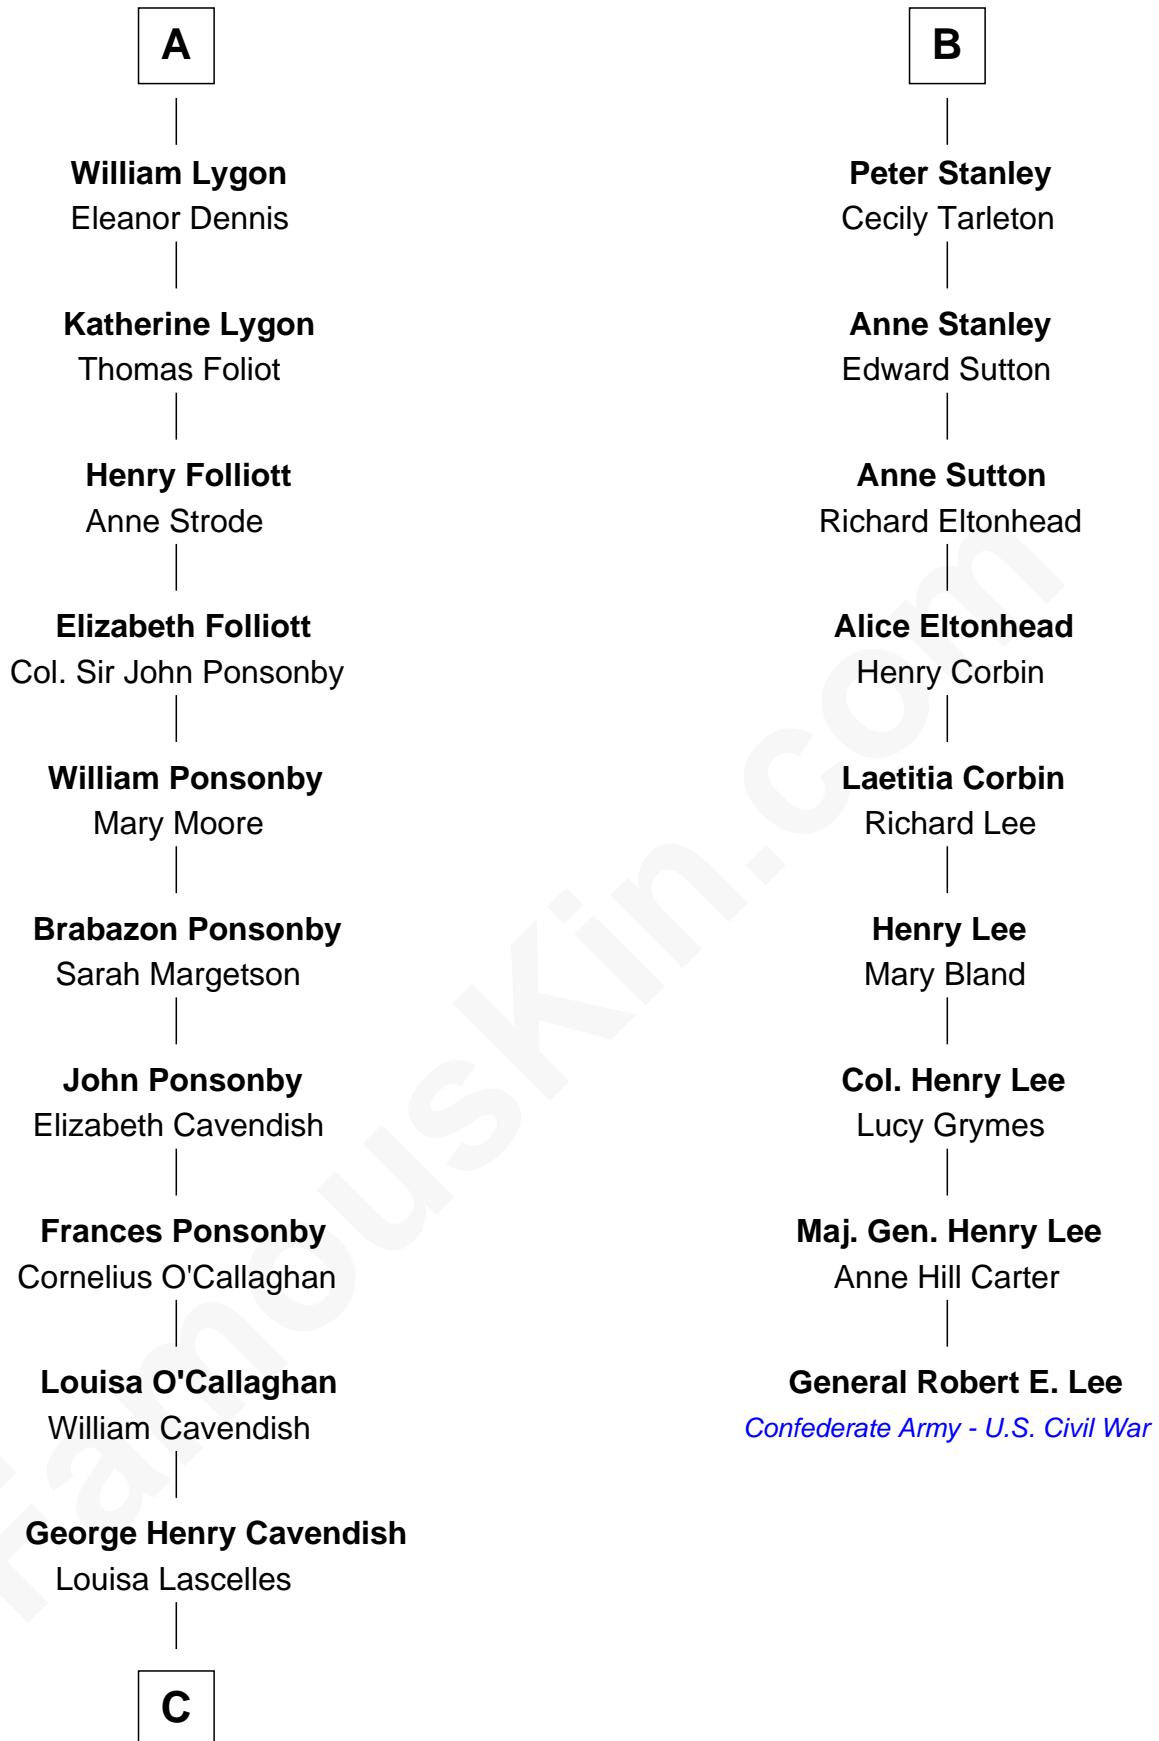 A
William Lygon
Eleanor Dennis
Katherine Lygon
Thomas Foliot
Henry Folliott
Anne Strode
Elizabeth Folliott
Col. Sir John Ponsonby
William Ponsonby
Mary Moore
Brabazon Ponsonby
Sarah Margetson
John Ponsonby
Elizabeth Cavendish
Frances Ponsonby
Cornelius O'Callaghan
Louisa O'Callaghan
William Cavendish
George Henry Cavendish
Louisa Lascelles
C
B
Peter Stanley
Cecily Tarleton
Anne Stanley
Edward Sutton
Anne Sutton
Richard Eltonhead
Alice Eltonhead
Henry Corbin
Laetitia Corbin
Richard Lee
Henry Lee
Mary Bland
Col. Henry Lee
Lucy Grymes
Maj. Gen. Henry Lee
Anne Hill Carter
General Robert E. Lee
Confederate Army - U.S. Civil War
FamousKin.com